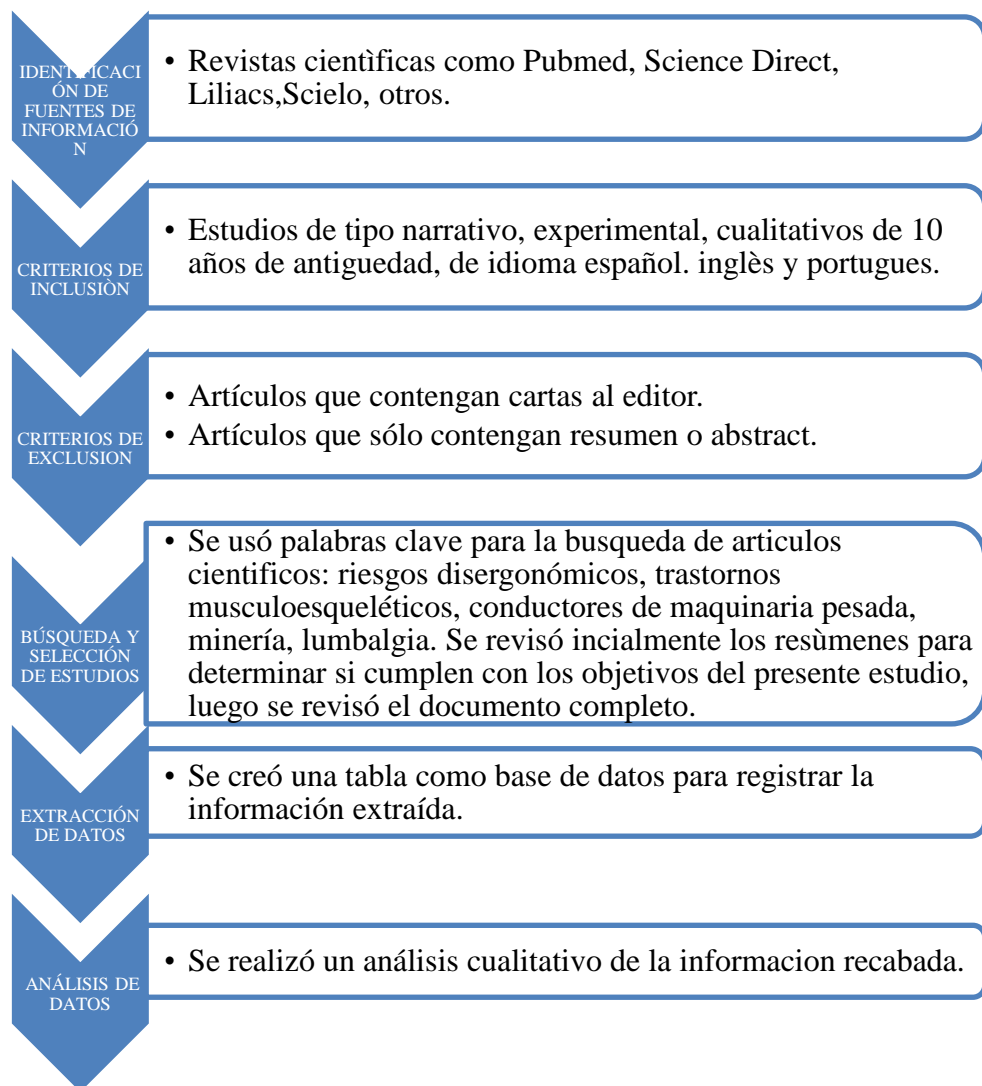 IDENTIFICACI
ÓN DE
FUENTES DE
INFORMACIÓ
N
• Revistas cientìficas como Pubmed, Science Direct,
Liliacs,Scielo, otros.
CRITERIOS DE
INCLUSIÒN
• Estudios de tipo narrativo, experimental, cualitativos de 10
años de antiguedad, de idioma español. inglès y portugues.
CRITERIOS DE
EXCLUSION
• Artículos que contengan cartas al editor.
• Artículos que sólo contengan resumen o abstract.
BÚSQUEDA Y
SELECCIÓN
DE ESTUDIOS
• Se usó palabras clave para la busqueda de articulos
cientificos: riesgos disergonómicos, trastornos
musculoesqueléticos, conductores de maquinaria pesada,
minería, lumbalgia. Se revisó incialmente los resùmenes para
determinar si cumplen con los objetivos del presente estudio,
luego se revisó el documento completo.
EXTRACCIÓN
DE DATOS
• Se creó una tabla como base de datos para registrar la
información extraída.
ANÁLISIS DE
DATOS
• Se realizó un análisis cualitativo de la informacion recabada.